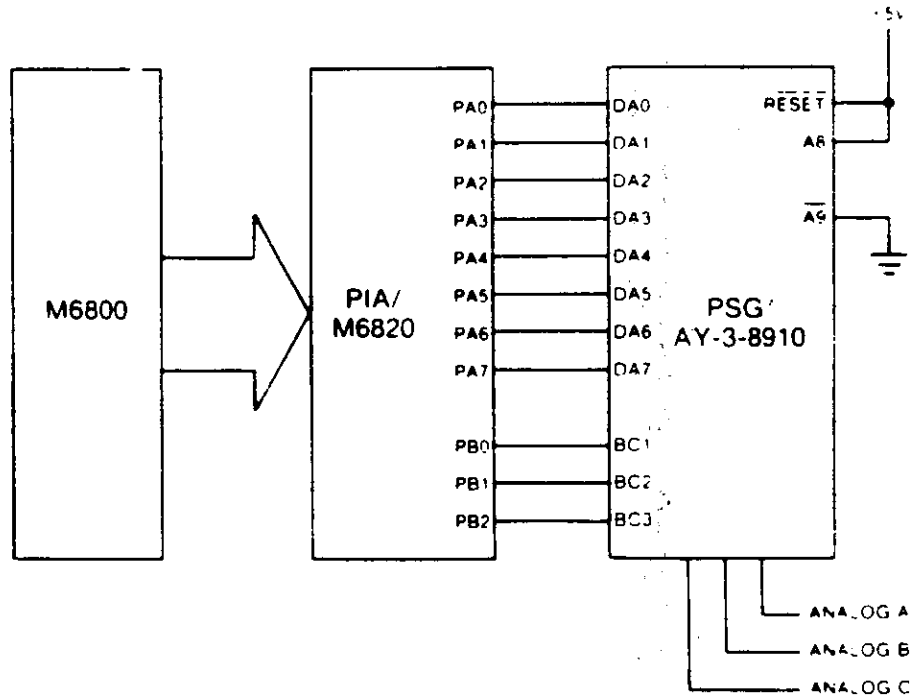 +5V
M6800
PIA/
M6820
PA0
PA1
PA2
PA3
PA4
PA5
PA6
PA7
PB0
PB1
PB2
DA0
DA1
DA2
DA3
DA4
DA5
DA6
DA7
BC1
BC2
BC3
PSG/
AY-3-8910
RESET
A8
A9
ANALOG A
ANALOG B
ANALOG C